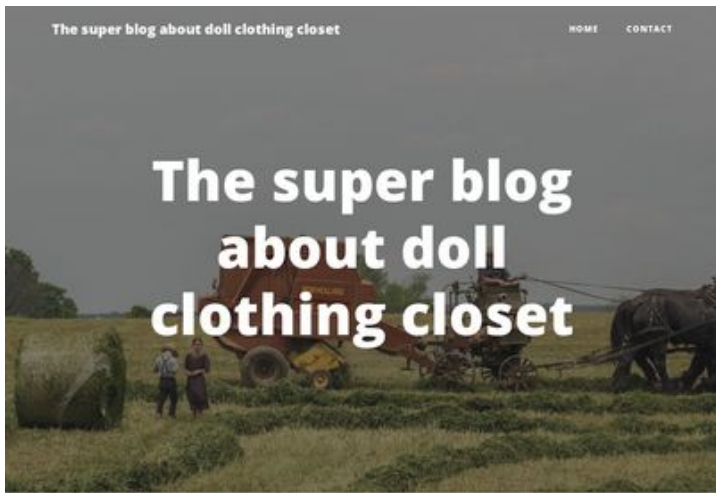 The super blog about doll clothing closet
HOME CONTACT
The super blog
about doll
clothing closet